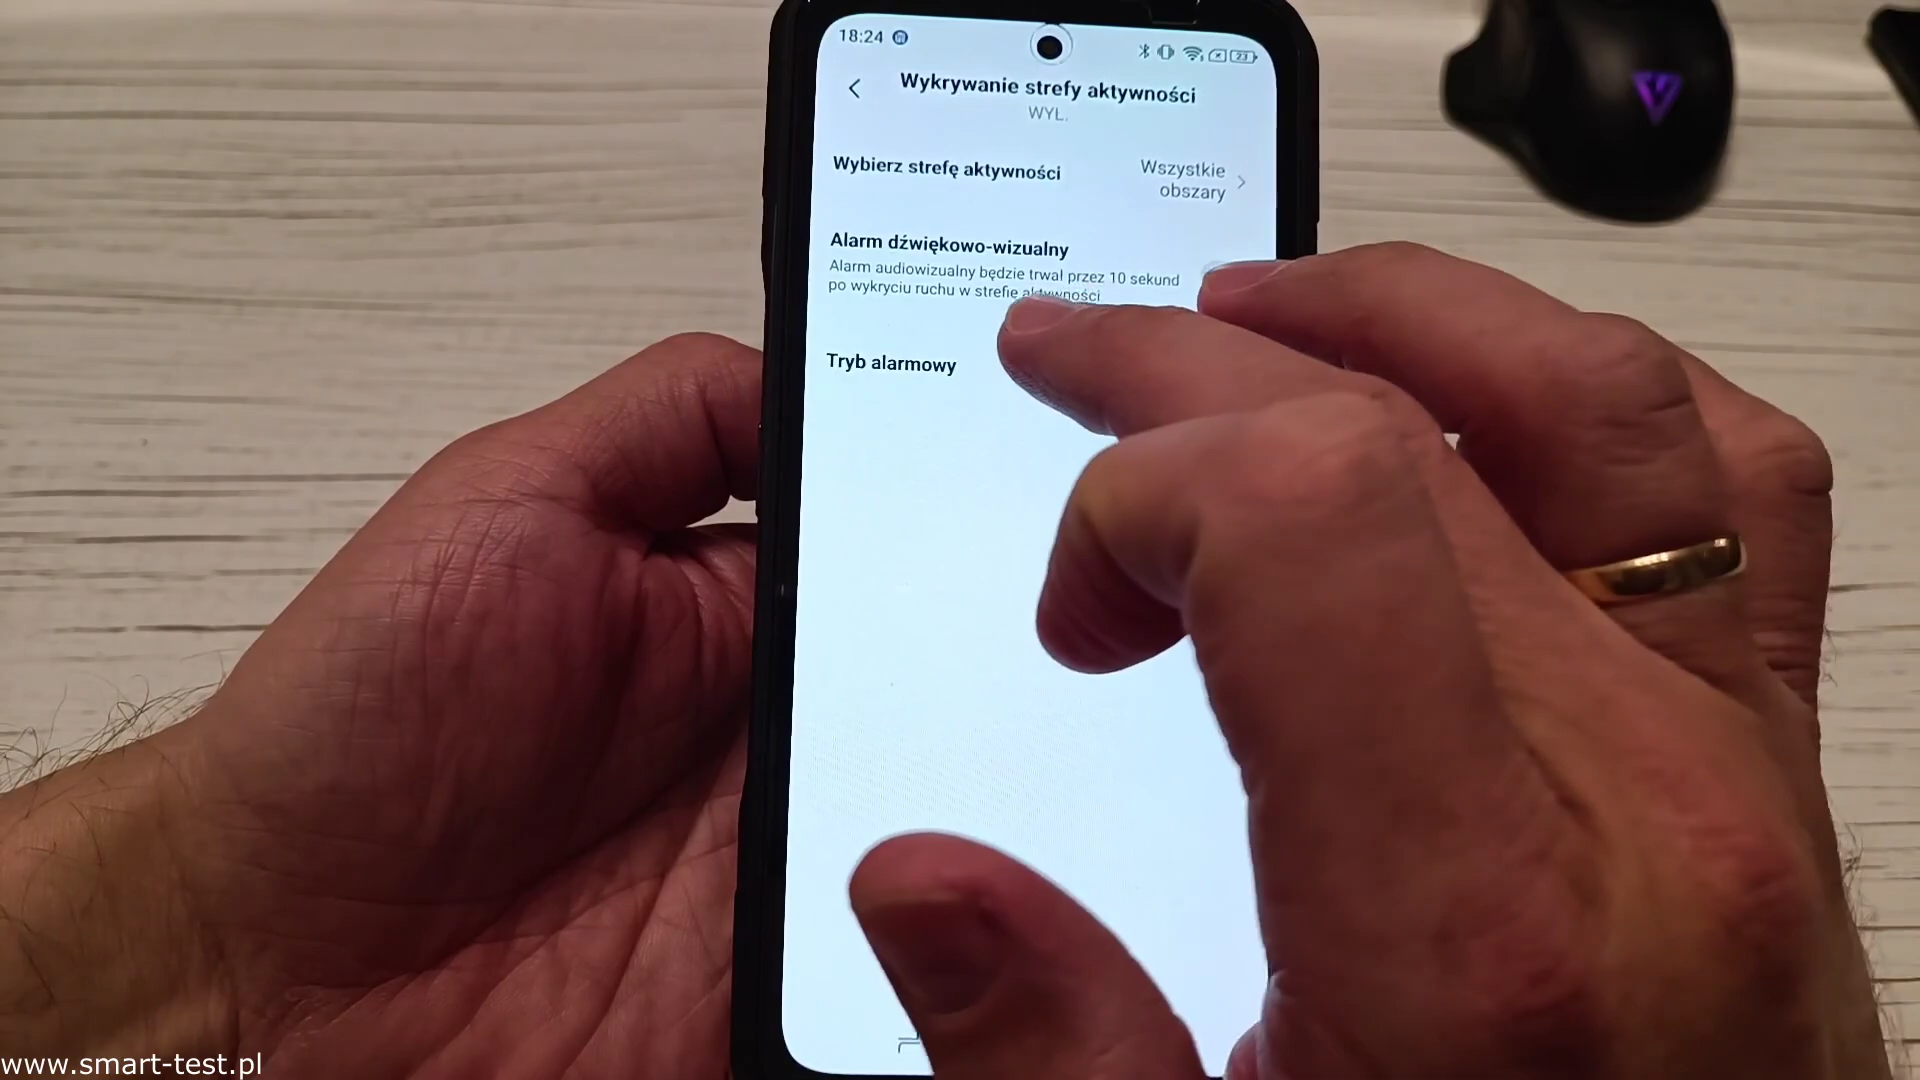 18:24
23
Wykrywanie strefy aktywności
WYŁ.
Wybierz strefę aktywności
Wszystkie
obszary
Alarm dźwiękowo-wizualny
Alarm audiowizualny będzie trwał przez 10 sekund
po wykryciu ruchu w strefie aktywności
Tryb alarmowy
www.smart-test.pl